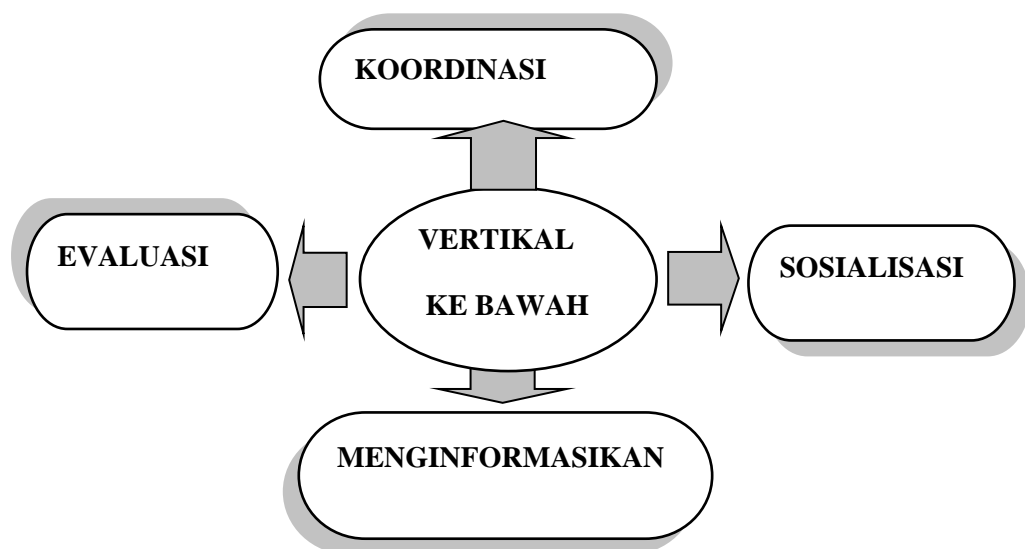 KOORDINASI
EVALUASI
VERTIKAL
KE BAWAH
SOSIALISASI
MENGINFORMASIKAN